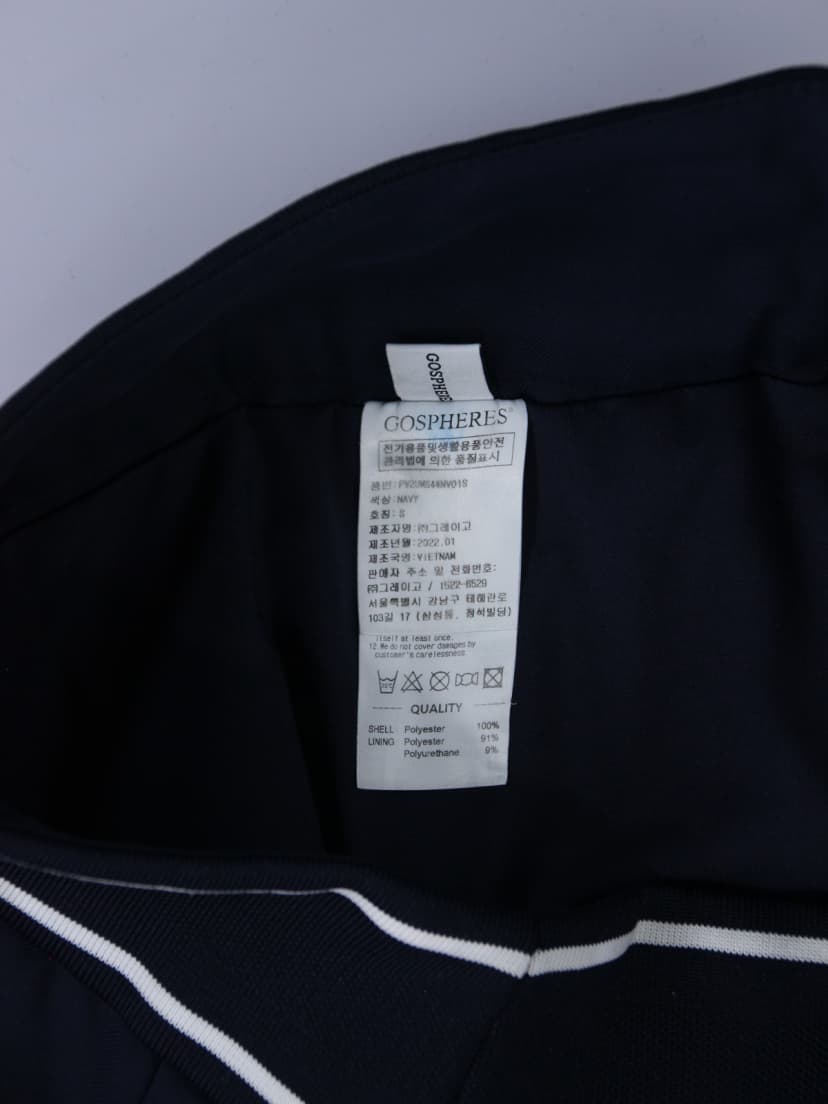 GOSPHERE
GOSPHERES®
전기용품및생활용품안전
관리법에 의한 품질표시
품번:PV2UM644NV01S
색상:NAVY
호칭:S
제조자명:㈜그레이고
제조년월:2022.01
제조국명:VIETNAM
판매자 주소 및 전화번호:
㈜그레이고 / 1522-6529
서울특별시 강남구 테헤란로
103길 17 (삼성동, 정석빌딩)
itself at least once.
12.We do not cover damages by
customer's carelessness.
QUALITY
SHELL Polyester 100%
LINING Polyester 91%
Polyurethane 9%